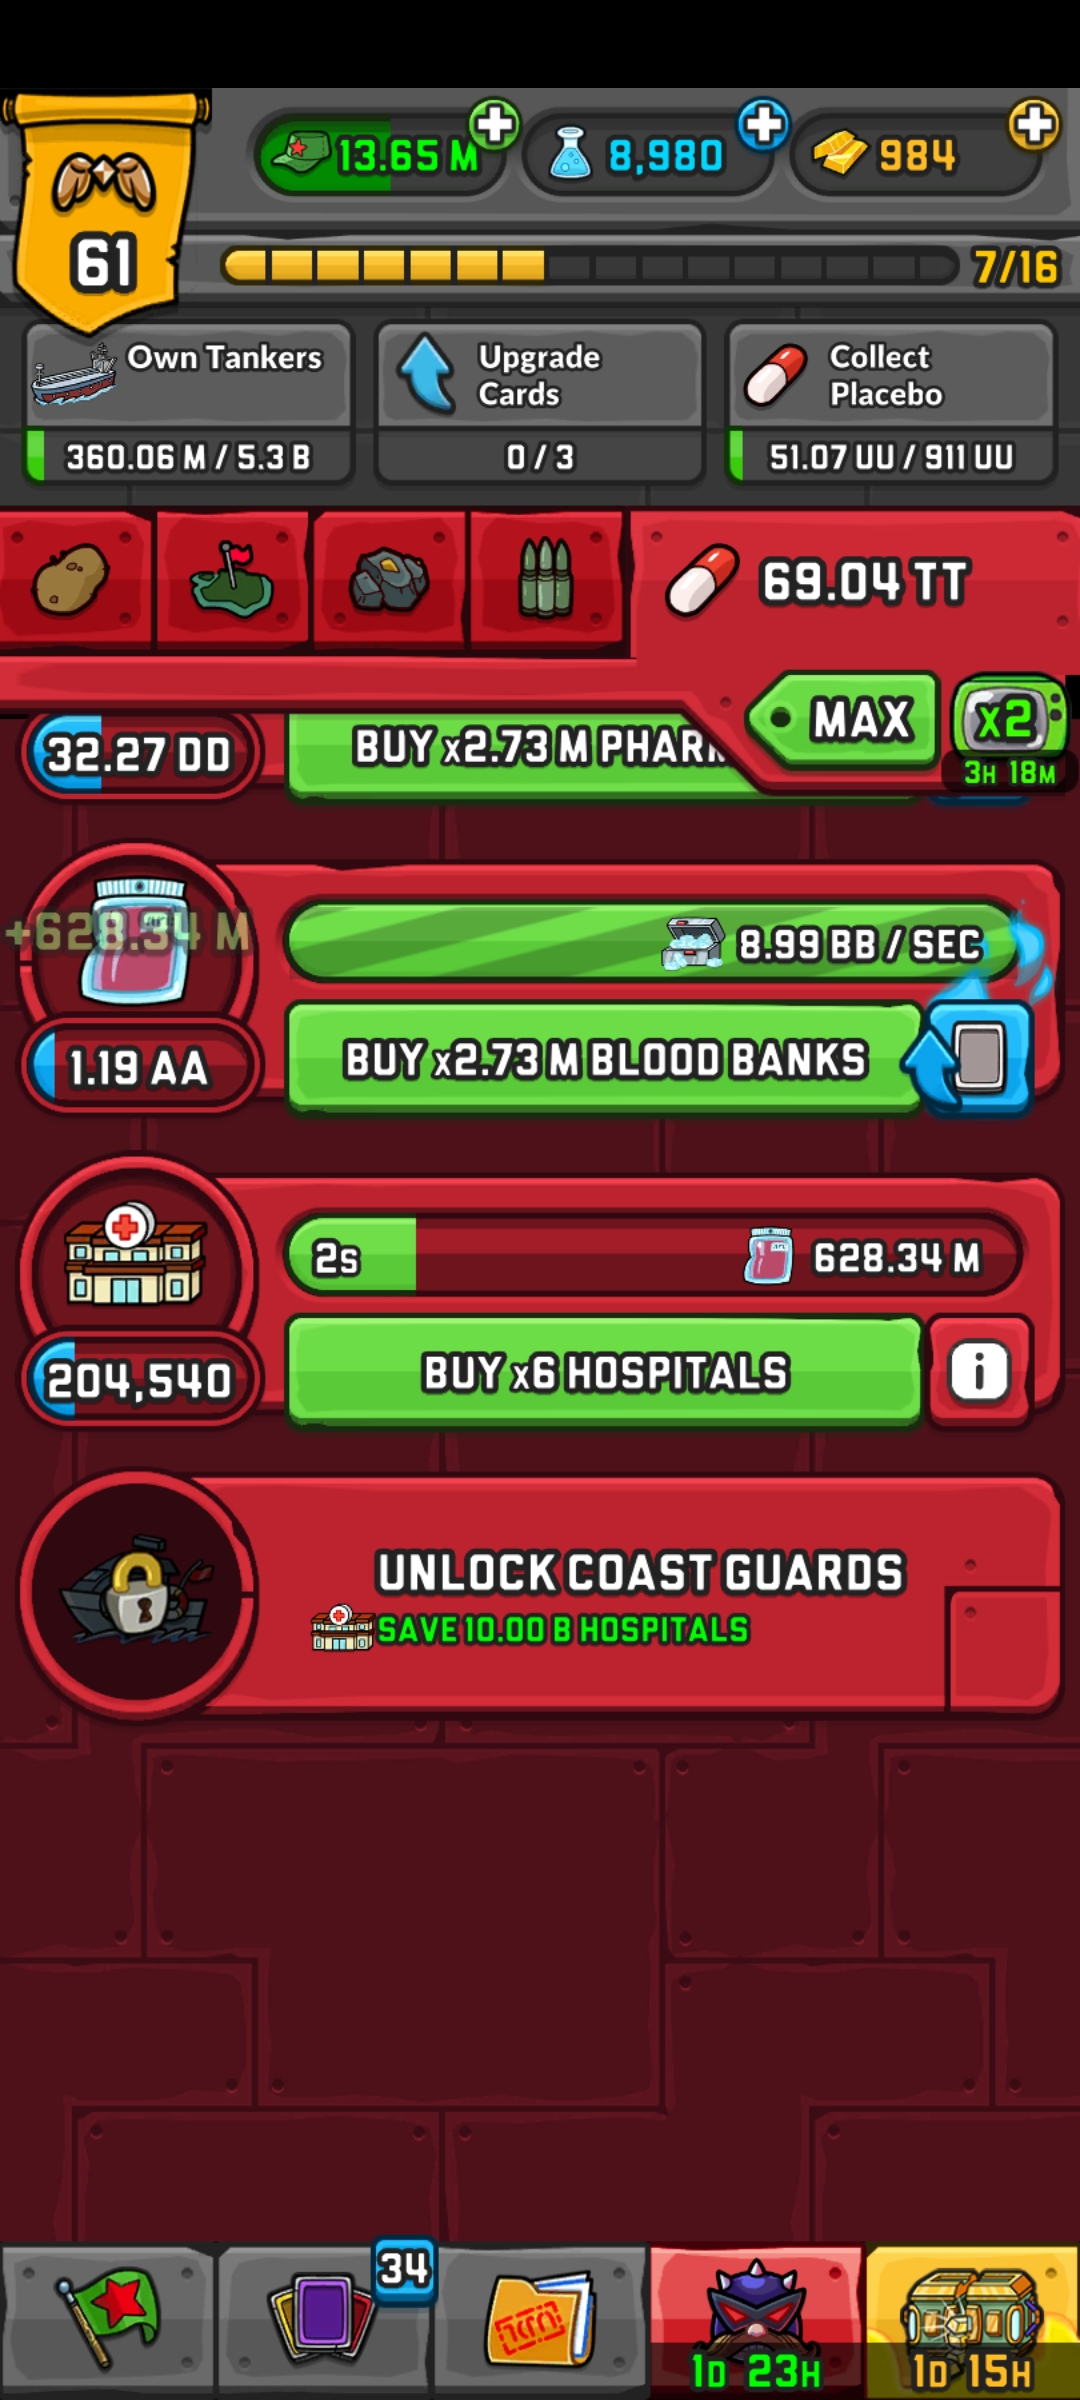 13.65 M
8,980
984
61
7/16
Own Tankers
360.06 M / 5.3 B
Upgrade
Cards
0 / 3
Collect
Placebo
51.07 UU / 911 UU
69.04 TT
MAX
x2
3H 18M
32.27 DD
BUY x2.73 M
+628.34 M
8.99 BB / SEC
1.19 AA
BUY x2.73 M BLOOD BANKS
2s
628.34 M
204,540
BUY x6 HOSPITALS
i
UNLOCK COAST GUARDS
SAVE 10.00 B HOSPITALS
34
1D 23H
1D 15H